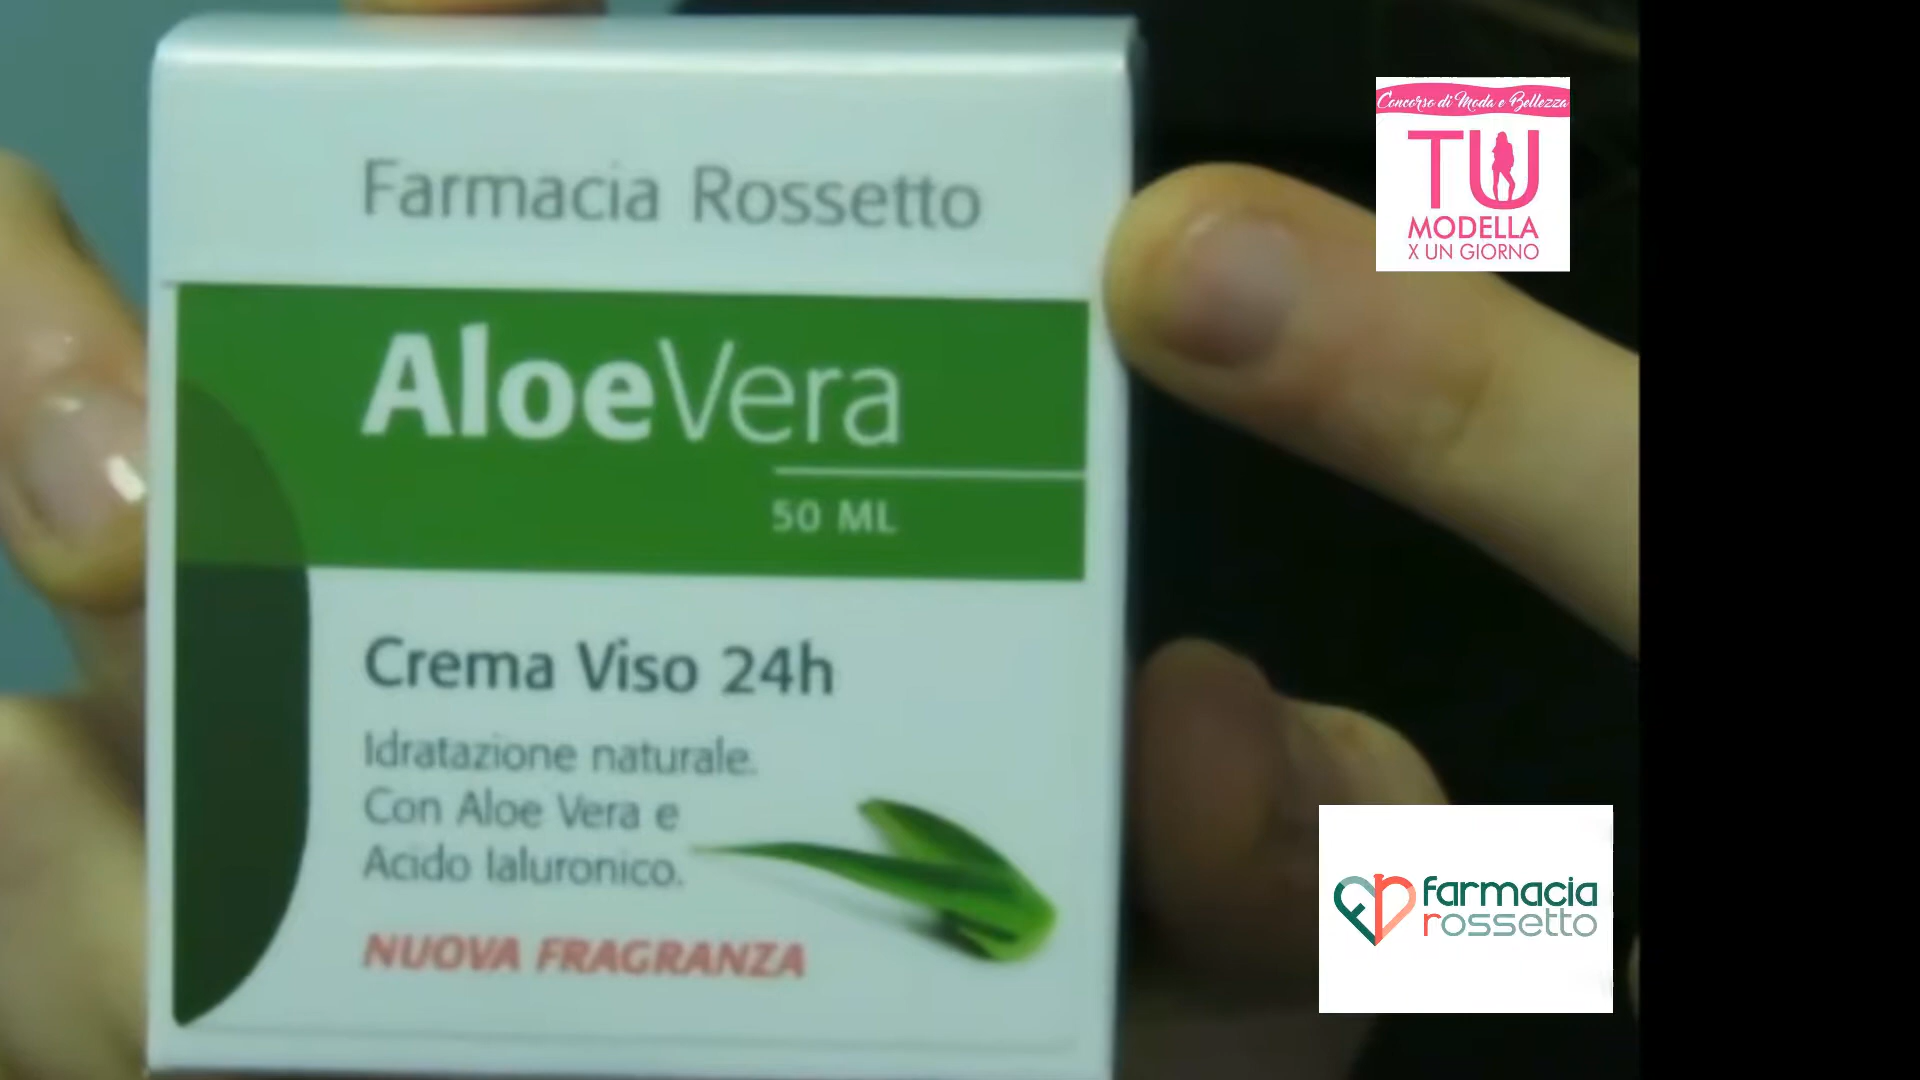 Farmacia Rossetto
AloeVera
50 ML
Crema Viso 24h
Idratazione naturale.
Con Aloe Vera e
Acido Ialuronico.
NUOVA FRAGRANZA
Concorso di Moda e Bellezza
TU
MODELLA
X UN GIORNO
farmacia
rossetto